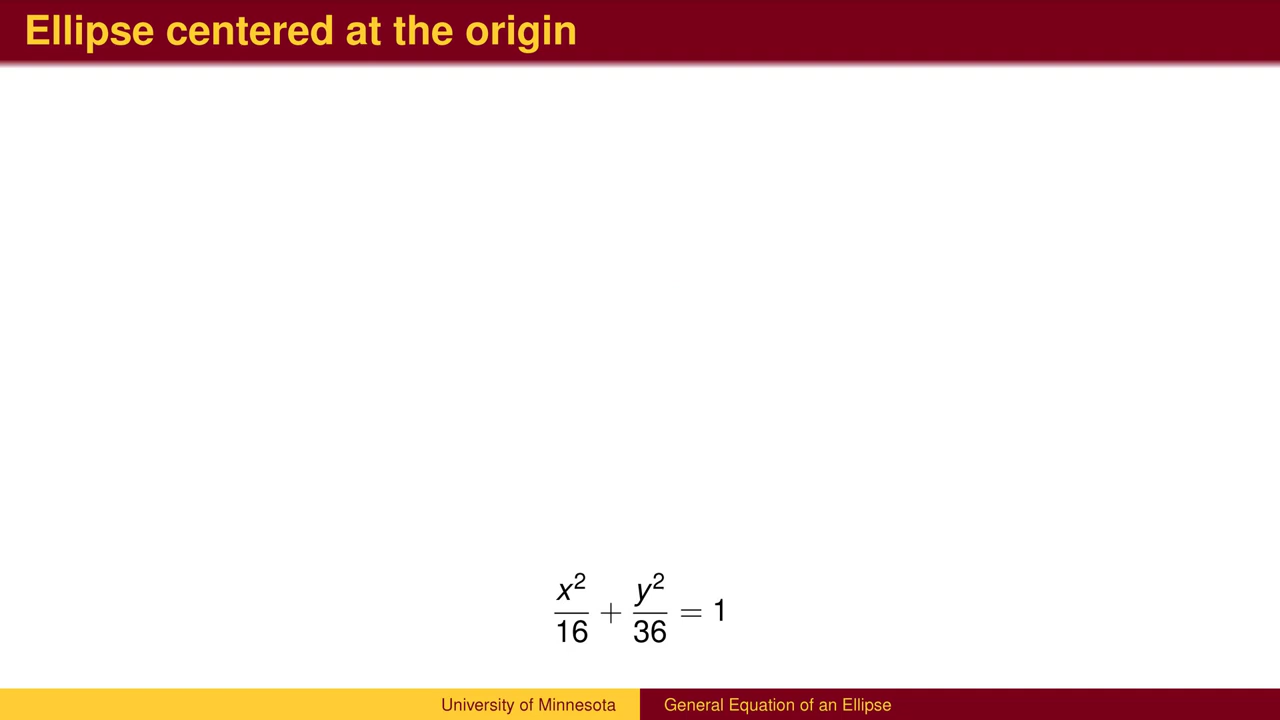 Ellipse centered at the origin
x²/16 + y²/36 = 1
University of Minnesota
General Equation of an Ellipse